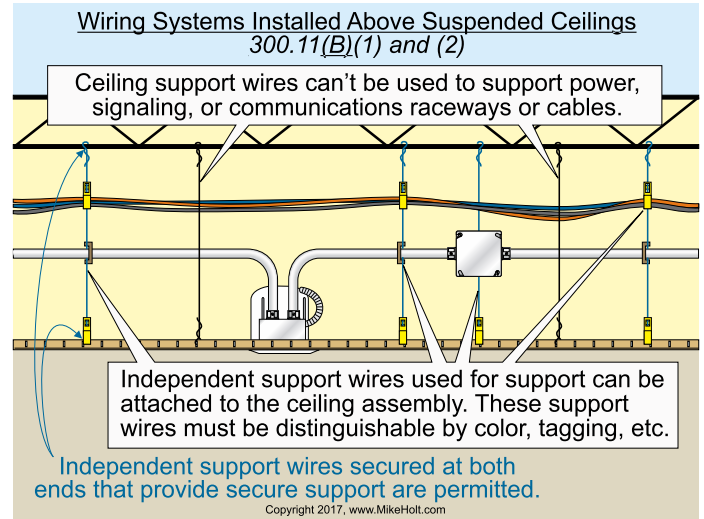 Wiring Systems Installed Above Suspended Ceilings
300.11(B)(1) and (2)
Ceiling support wires can't be used to support power,
signaling, or communications raceways or cables.
Independent support wires used for support can be
attached to the ceiling assembly. These support
wires must be distinguishable by color, tagging, etc.
Independent support wires secured at both
ends that provide secure support are permitted.
Copyright 2017, www.MikeHolt.com